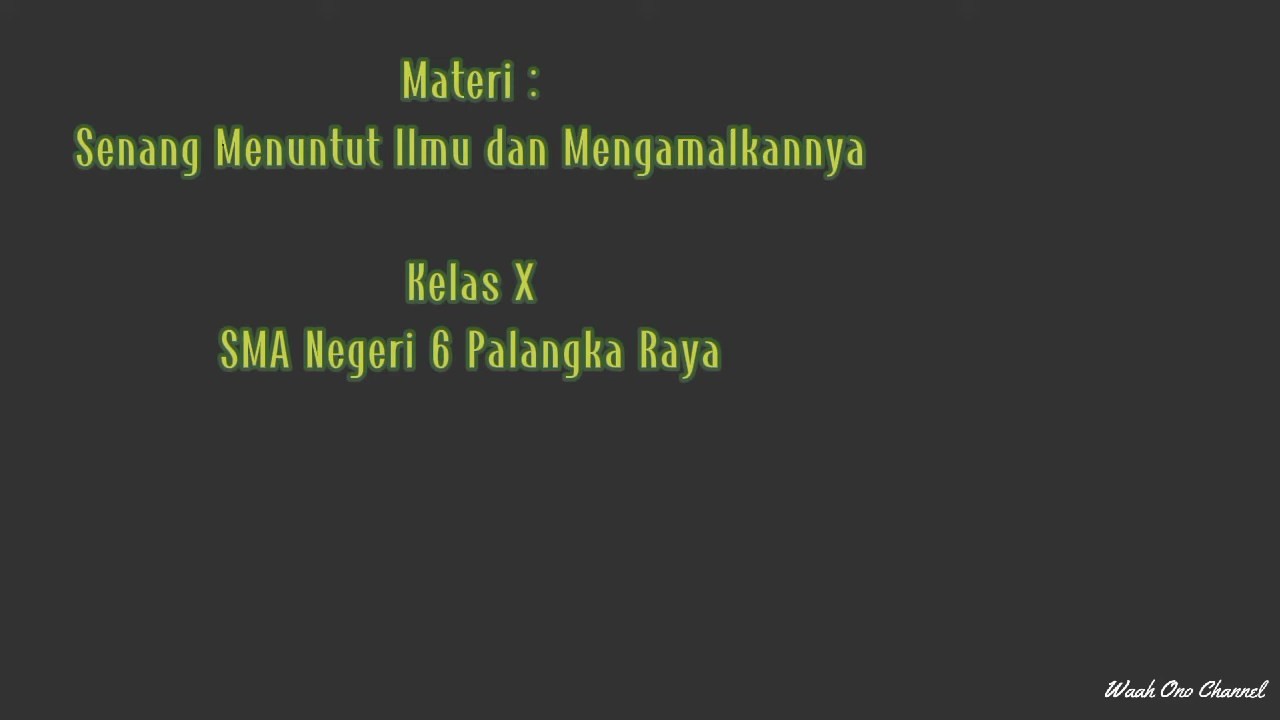 Materi :
Senang Menuntut Ilmu dan Mengamalkannya
Kelas X
SMA Negeri 6 Palangka Raya
Waah Ono Channel